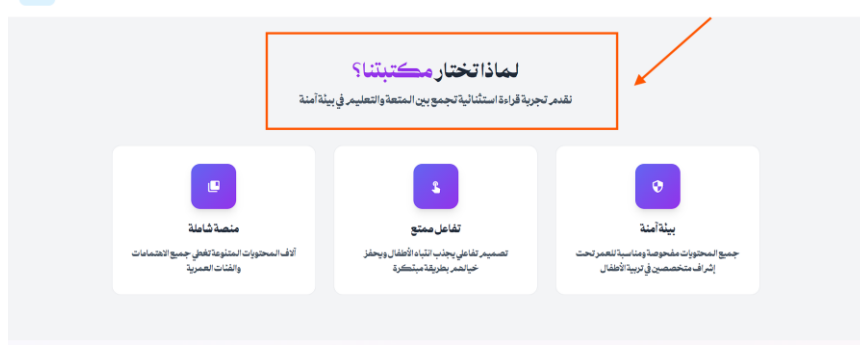 لماذا تختار مكتبتنا؟
نقدم تجربة قراءة استثنائية تجمع بين المتعة والتعليم في بيئة آمنة
بيئة آمنة
جميع المحتويات مفحوصة ومناسبة للعمر تحت
إشراف متخصصين في تربية الأطفال
تفاعل ممتع
تصميم تفاعلي يجذب انتباه الأطفال ويحفز
خيالهم بطريقة مبتكرة
منصة شاملة
آلاف المحتويات المتنوعة تغطي جميع الاهتمامات
والفئات العمرية